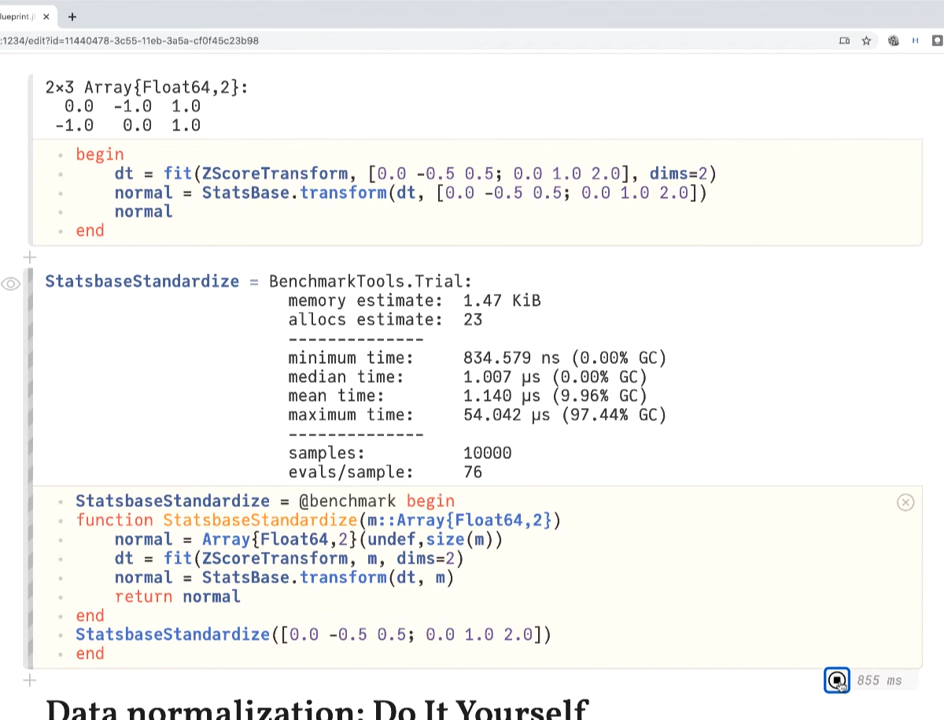 lueprint.j
:1234/edit?id=11440478-3c55-11eb-3a5a-cf0f45c23b98
2×3 Array{Float64,2}:
0.0 -1.0 1.0
-1.0 0.0 1.0
begin
dt = fit(ZScoreTransform, [0.0 -0.5 0.5; 0.0 1.0 2.0], dims=2)
normal = StatsBase.transform(dt, [0.0 -0.5 0.5; 0.0 1.0 2.0])
normal
end
StatsbaseStandardize = BenchmarkTools.Trial:
memory estimate: 1.47 KiB
allocs estimate: 23
--------------
minimum time: 834.579 ns (0.00% GC)
median time: 1.007 μs (0.00% GC)
mean time: 1.140 μs (9.96% GC)
maximum time: 54.042 μs (97.44% GC)
--------------
samples: 10000
evals/sample: 76
StatsbaseStandardize = @benchmark begin
function StatsbaseStandardize(m::Array{Float64,2})
normal = Array{Float64,2}(undef,size(m))
dt = fit(ZScoreTransform, m, dims=2)
normal = StatsBase.transform(dt, m)
return normal
end
StatsbaseStandardize([0.0 -0.5 0.5; 0.0 1.0 2.0])
end
855 ms
Data normalization: Do It Yourself